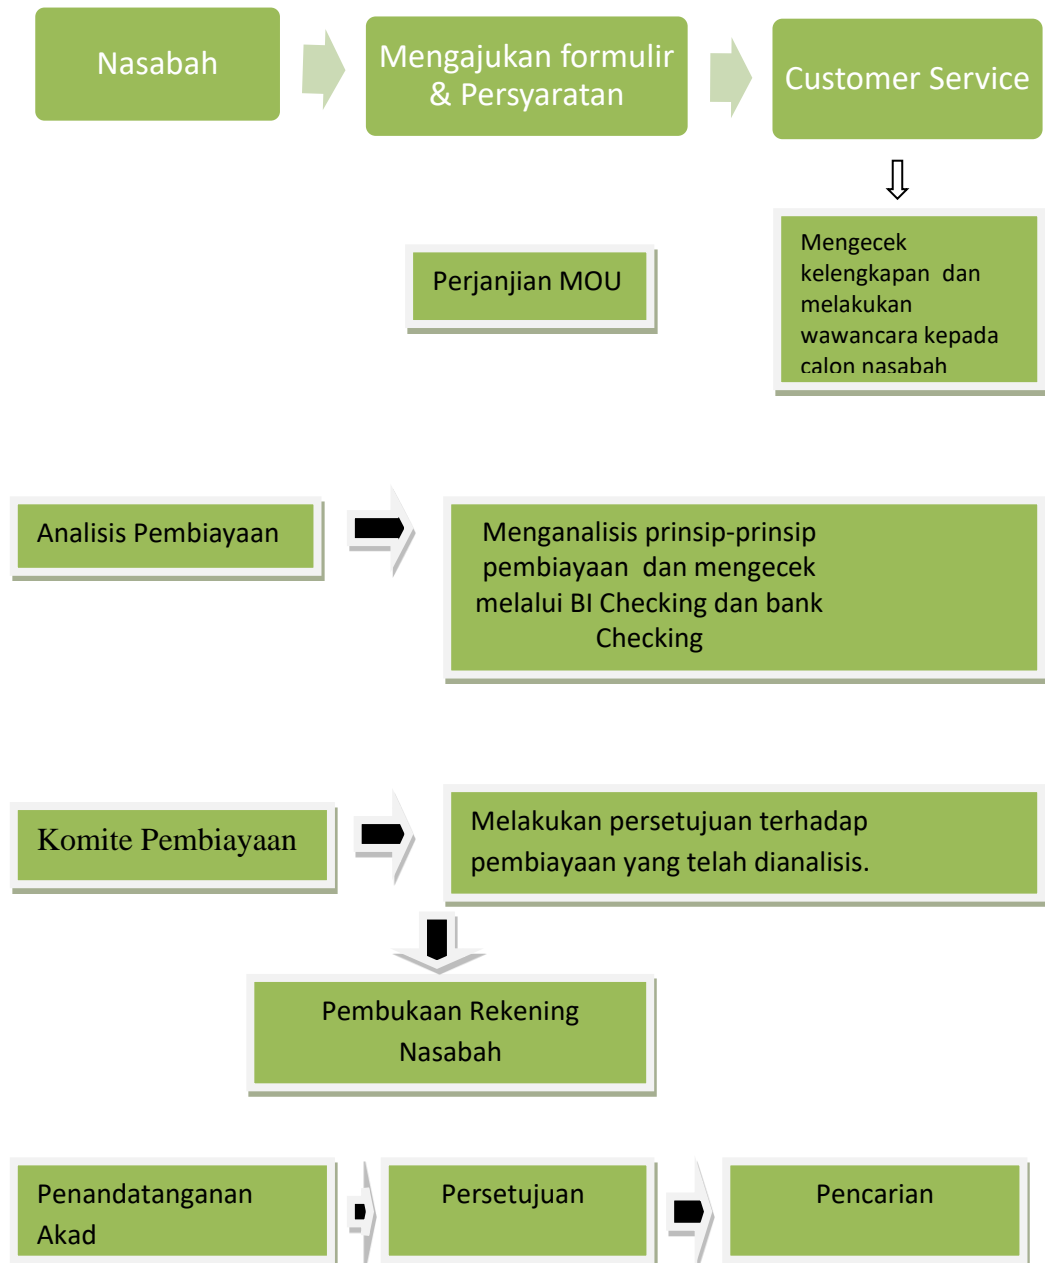 Nasabah
Mengajukan formulir
& Persyaratan
Customer Service
Perjanjian MOU
Mengecek
kelengkapan dan
melakukan
wawancara kepada
calon nasabah
Analisis Pembiayaan
Menganalisis prinsip-prinsip
pembiayaan dan mengecek
melalui BI Checking dan bank
Checking
Komite Pembiayaan
Melakukan persetujuan terhadap
pembiayaan yang telah dianalisis.
Pembukaan Rekening
Nasabah
Penandatanganan
Akad
Persetujuan
Pencarian